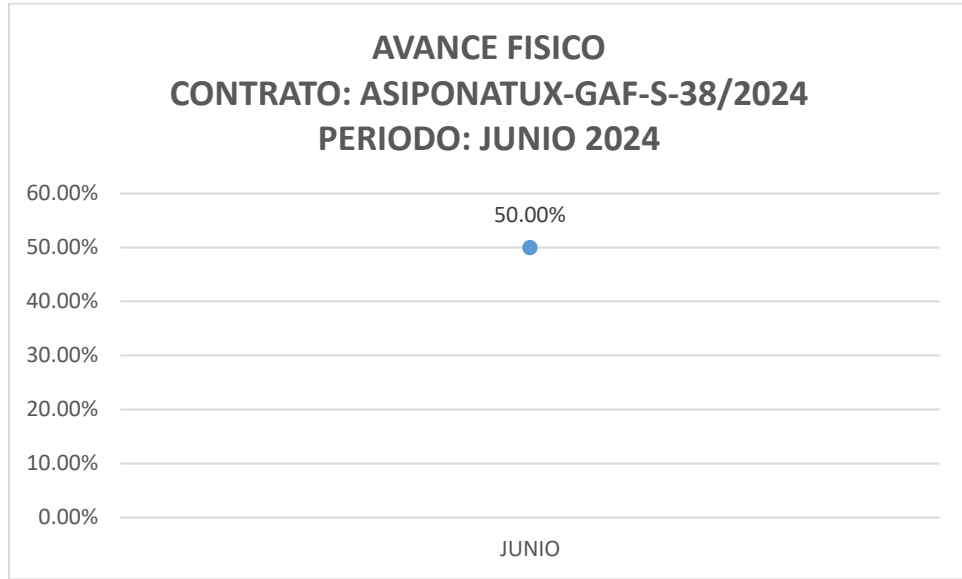 AVANCE FISICO
CONTRATO: ASIPONATUX-GAF-S-38/2024
PERIODO: JUNIO 2024
60.00%
50.00%
50.00%
40.00%
30.00%
20.00%
10.00%
0.00%
JUNIO